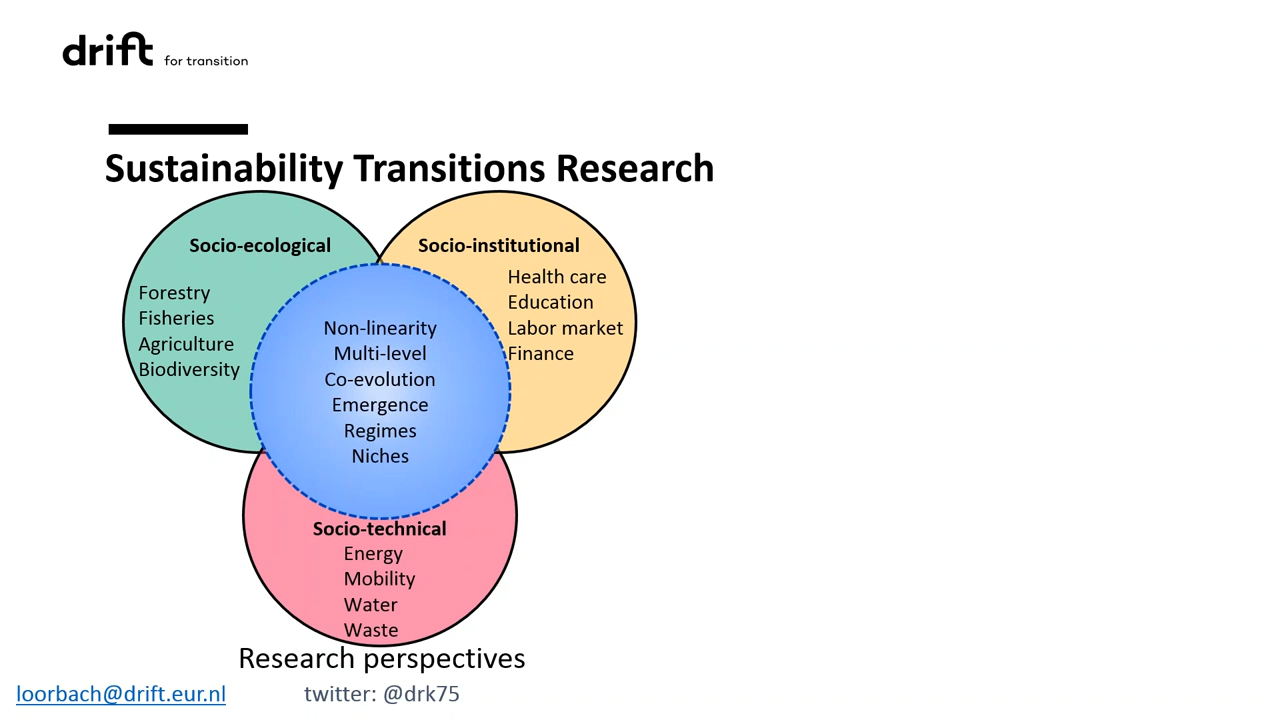 drift for transition
Sustainability Transitions Research
Socio-ecological
Forestry
Fisheries
Agriculture
Biodiversity
Socio-institutional
Health care
Education
Labor market
Finance
Non-linearity
Multi-level
Co-evolution
Emergence
Regimes
Niches
Socio-technical
Energy
Mobility
Water
Waste
Research perspectives
loorbach@drift.eur.nl
twitter: @drk75